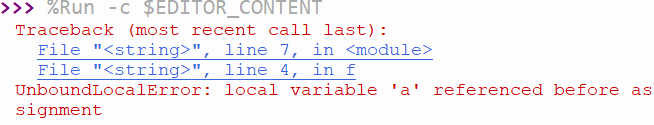 >>> %Run -c $EDITOR_CONTENT
Traceback (most recent call last):
File "<string>", line 7, in <module>
File "<string>", line 4, in f
UnboundLocalError: local variable 'a' referenced before as
signment